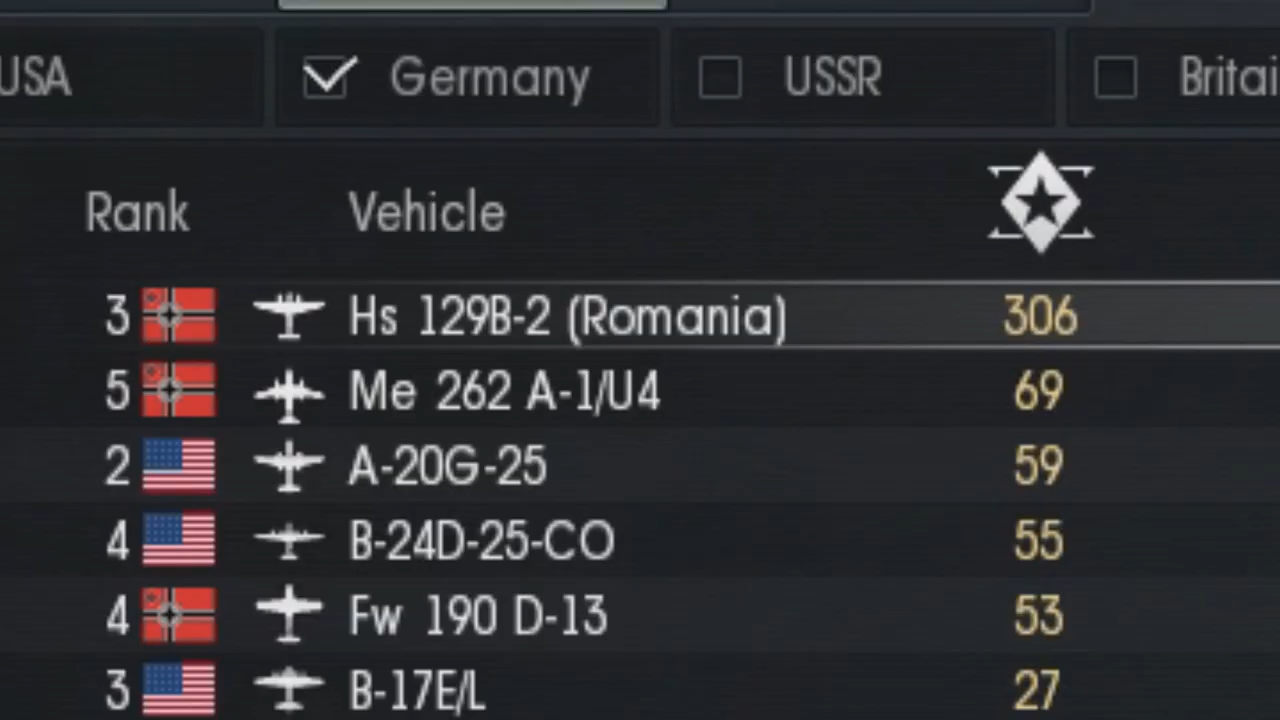 USA Germany USSR Britai
Rank Vehicle
3 Hs 129B-2 (Romania) 306
5 Me 262 A-1/U4 69
2 A-20G-25 59
4 B-24D-25-CO 55
4 Fw 190 D-13 53
3 B-17E/L 27